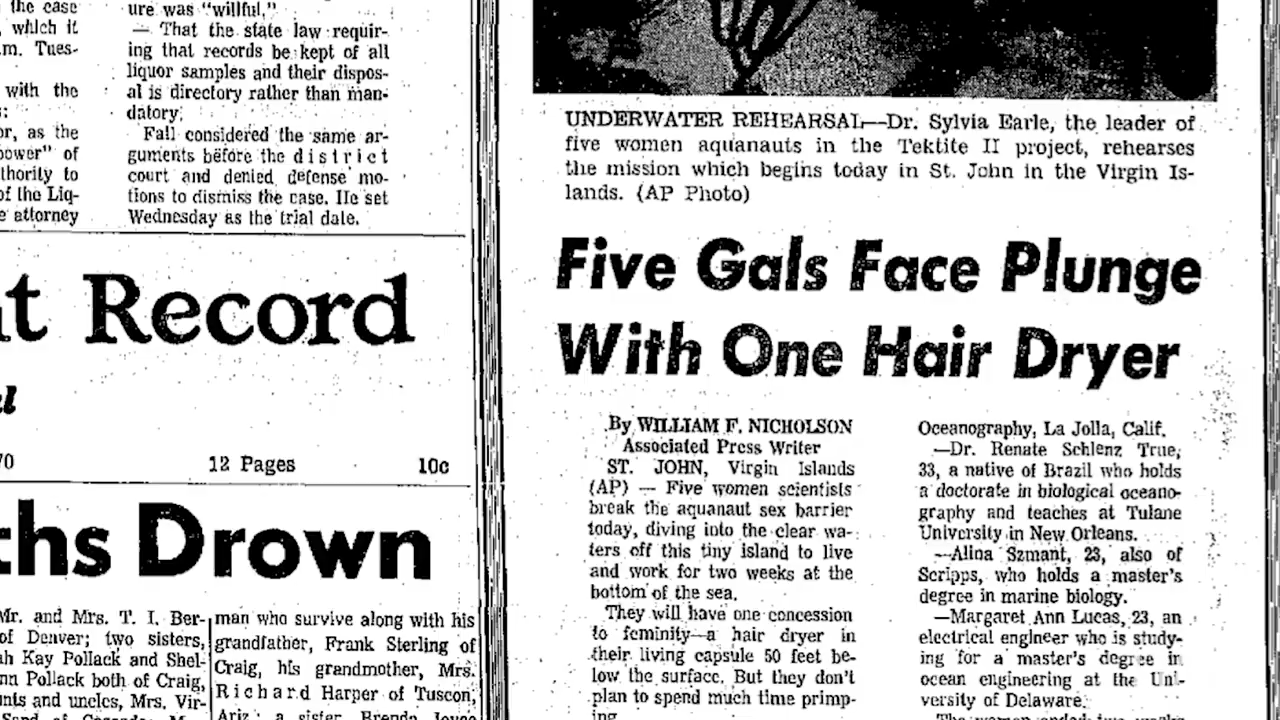 the case
which it
m. Tues-
with the
or, as the
power" of
thority to
of the Liq-
e attorney
ure was "willful."
— That the state law requir-
ing that records be kept of all
liquor samples and their dispos-
al is directory rather than man-
datory;
Fall considered the same ar-
guments before the district
court and denied defense mo-
tions to dismiss the case. He set
Wednesday as the trial date.
t Record
l
70 12 Pages 10c
ths Drown
Mr. and Mrs. T. I. Ber-
of Denver; two sisters,
ah Kay Pollack and Shel-
nn Pollack both of Craig,
unts and uncles, Mrs. Vir-
man who survive along with his
grandfather, Frank Sterling of
Craig, his grandmother, Mrs.
Richard Harper of Tuscon,
Ariz.; a sister, Brenda Joyce
UNDERWATER REHEARSAL—Dr. Sylvia Earle, the leader of
five women aquanauts in the Tektite II project, rehearses
the mission which begins today in St. John in the Virgin Is-
lands. (AP Photo)
Five Gals Face Plunge
With One Hair Dryer
By WILLIAM F. NICHOLSON
Associated Press Writer
ST. JOHN, Virgin Islands
(AP) — Five women scientists
break the aquanaut sex barrier
today, diving into the clear wa-
ters off this tiny island to live
and work for two weeks at the
bottom of the sea.
They will have one concession
to feminity—a hair dryer in
their living capsule 50 feet be-
low the surface. But they don't
plan to spend much time primp-
ing.
Oceanography, La Jolla, Calif.
—Dr. Renate Schlenz True,
33, a native of Brazil who holds
a doctorate in biological oceano-
graphy and teaches at Tulane
University in New Orleans.
—Alina Szmant, 23, also of
Scripps, who holds a master's
degree in marine biology.
—Margaret Ann Lucas, 23, an
electrical engineer who is study-
ing for a master's degree in
ocean engineering at the Uni-
versity of Delaware.